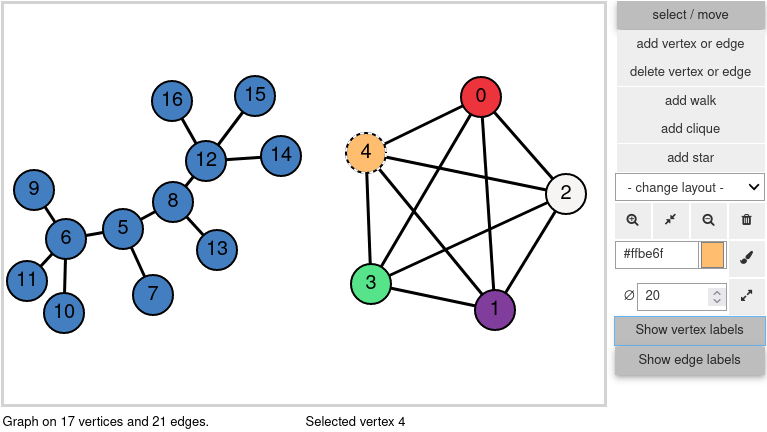 select / move
add vertex or edge
delete vertex or edge
add walk
add clique
add star
- change layout -
#ffbe6f
∅ 20
Show vertex labels
Show edge labels
16
15
0
4
12
14
2
9
8
5
6
13
11
3
7
10
1
Graph on 17 vertices and 21 edges.
Selected vertex 4